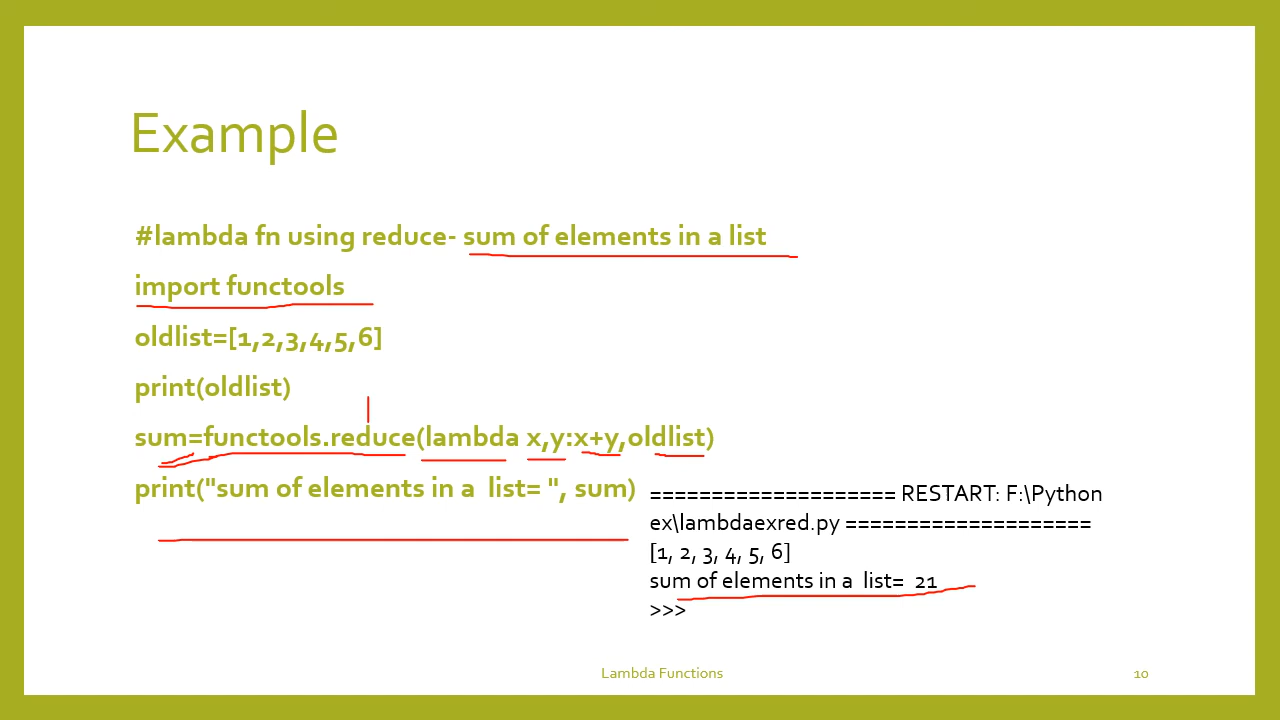 Example
#lambda fn using reduce- sum of elements in a list
import functools
oldlist=[1,2,3,4,5,6]
print(oldlist)
sum=functools.reduce(lambda x,y:x+y,oldlist)
print("sum of elements in a  list= ", sum)
==================== RESTART: F:\Python
ex\lambdaexred.py ====================
[1, 2, 3, 4, 5, 6]
sum of elements in a  list=  21
>>>
Lambda Functions
10